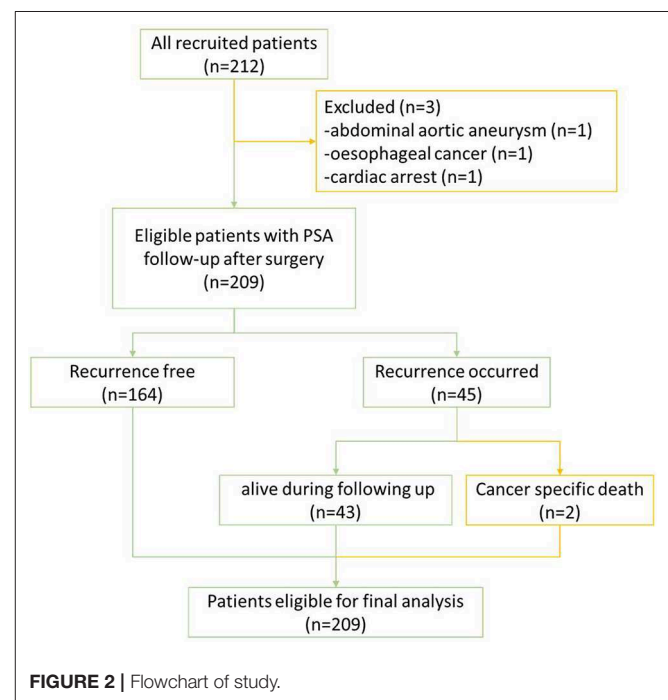 All recruited patients
(n=212)
Excluded (n=3)
-abdominal aortic aneurysm (n=1)
-oesophageal cancer (n=1)
-cardiac arrest (n=1)
Eligible patients with PSA
follow-up after surgery
(n=209)
Recurrence free
(n=164)
Recurrence occurred
(n=45)
alive during following up
(n=43)
Cancer specific death
(n=2)
Patients eligible for final analysis
(n=209)
FIGURE 2 | Flowchart of study.